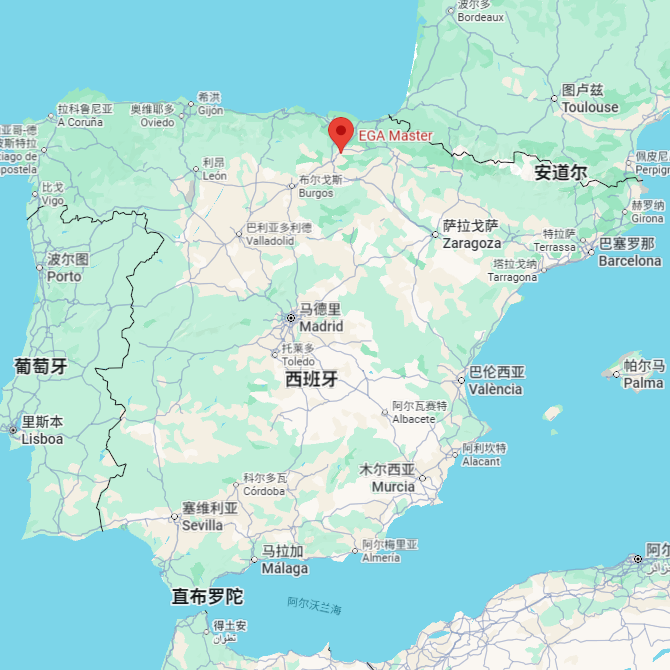 波尔多
Bordeaux
图卢兹
Toulouse
希洪
Gijón
拉科鲁尼亚
A Coruña
奥维耶多
Oviedo
EGA Master
亚哥-德
波斯特拉
tiago de
postela
利昂
León
安道尔
佩皮尼
Perpign
比戈
Vigo
布尔戈斯
Burgos
赫罗纳
Girona
巴利亚多利德
Valladolid
萨拉戈萨
Zaragoza
特拉萨
Terrassa
巴塞罗那
Barcelona
波尔图
Porto
塔拉戈纳
Tarragona
马德里
Madrid
托莱多
Toledo
葡萄牙
西班牙
巴伦西亚
València
帕尔马
Palma
里斯本
Lisboa
阿尔瓦赛特
Albacete
阿利坎特
Alacant
木尔西亚
Murcia
科尔多瓦
Córdoba
塞维利亚
Sevilla
马拉加
Málaga
阿尔梅里亚
Almería
阿尔
直布罗陀
阿尔沃兰海
得土安
تطوان